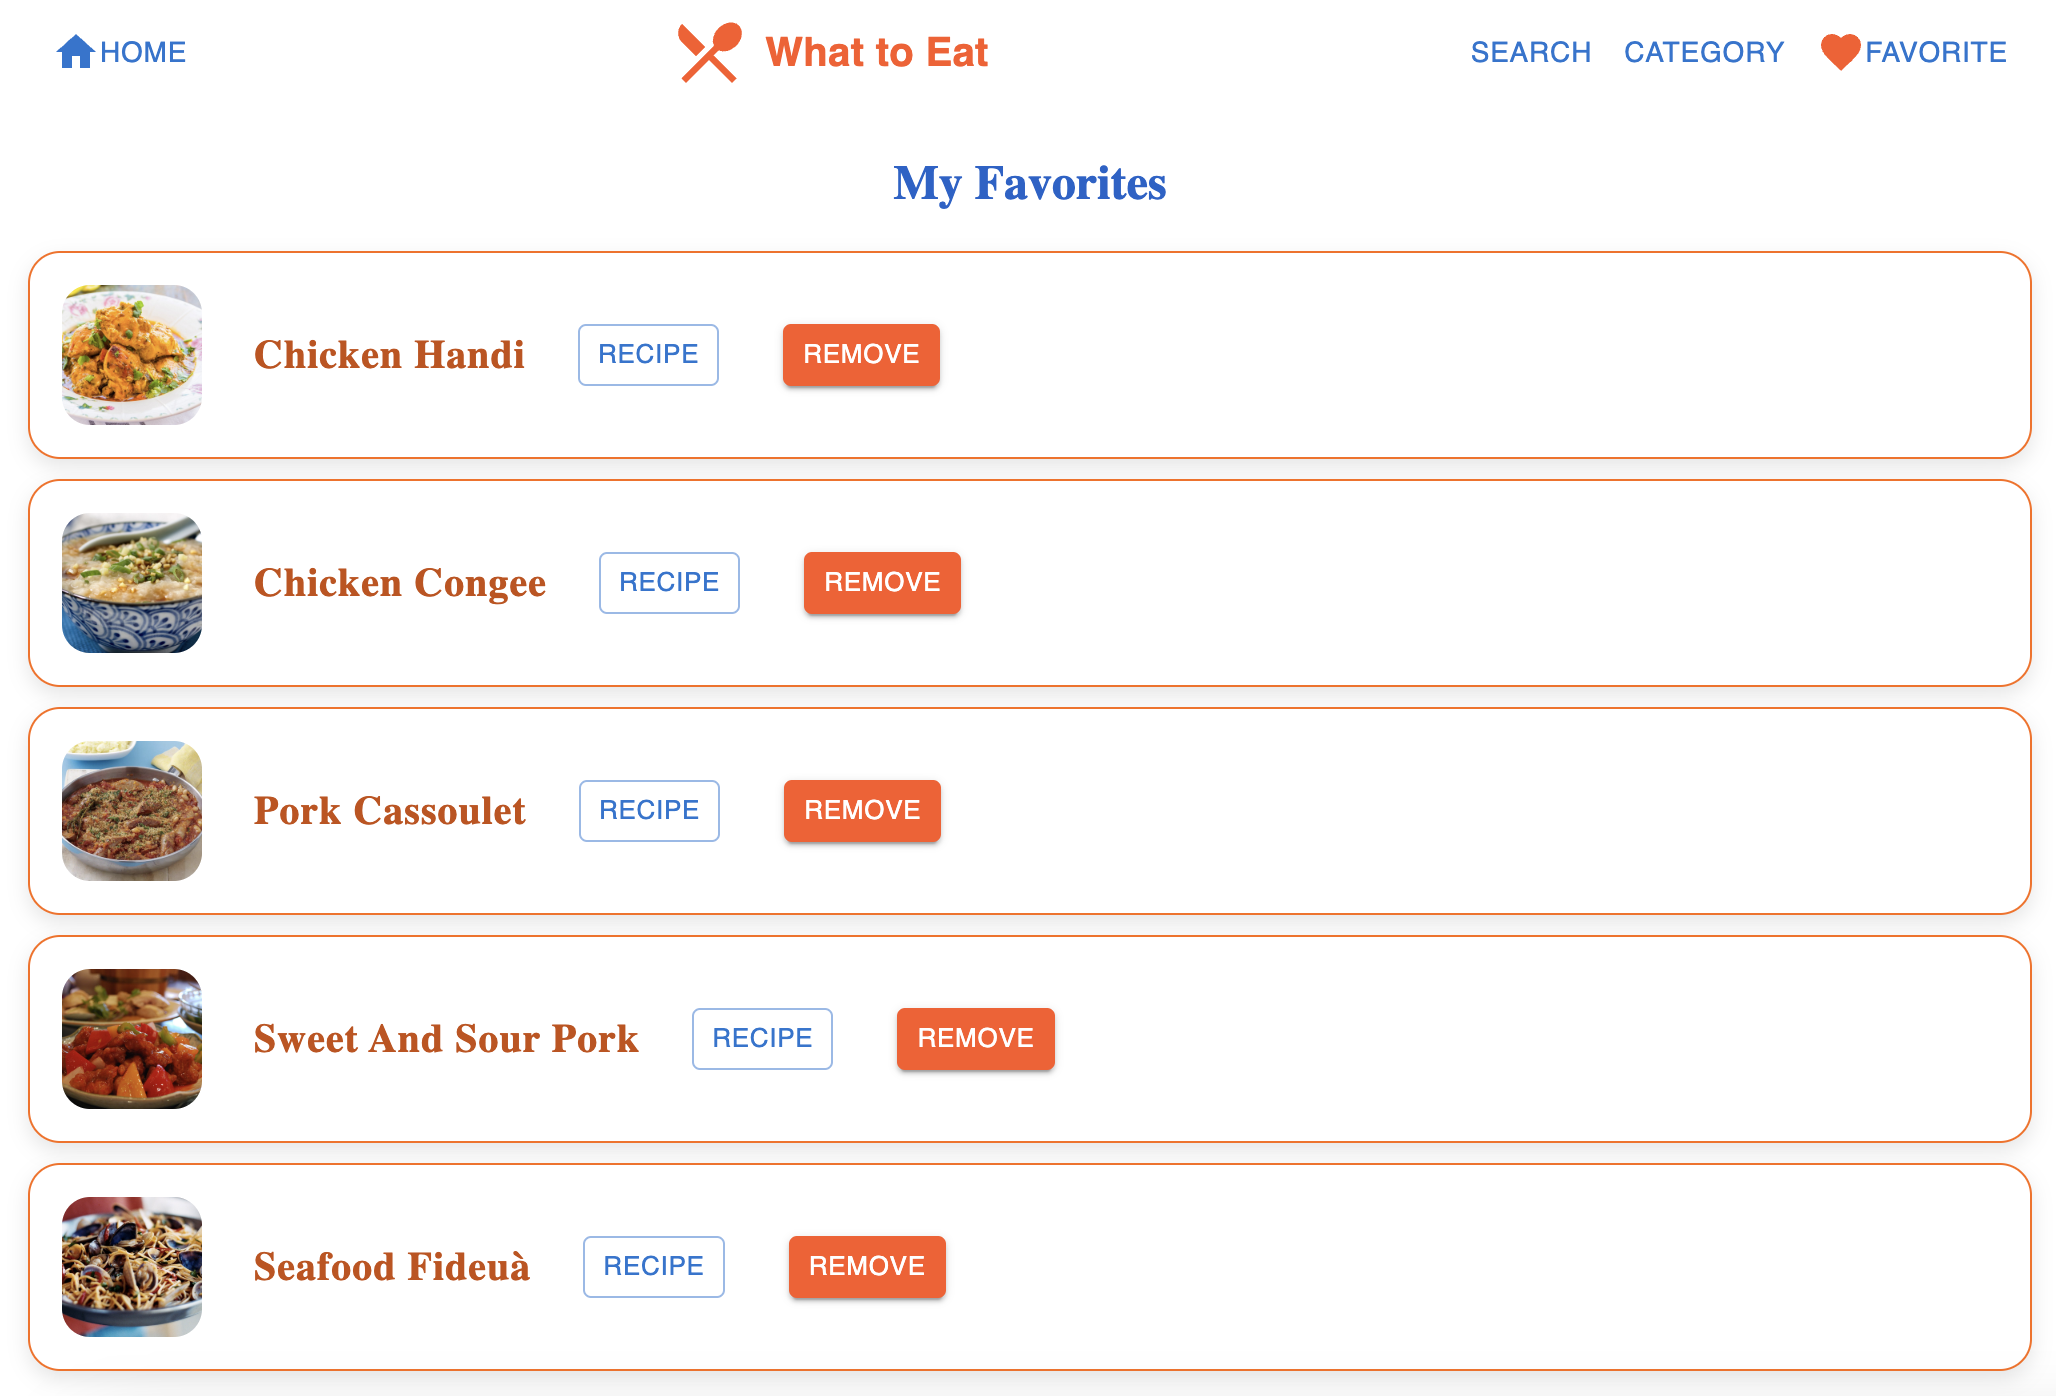 HOME What to Eat SEARCH CATEGORY FAVORITE
My Favorites
Chicken Handi RECIPE REMOVE
Chicken Congee RECIPE REMOVE
Pork Cassoulet RECIPE REMOVE
Sweet And Sour Pork RECIPE REMOVE
Seafood Fideuà RECIPE REMOVE